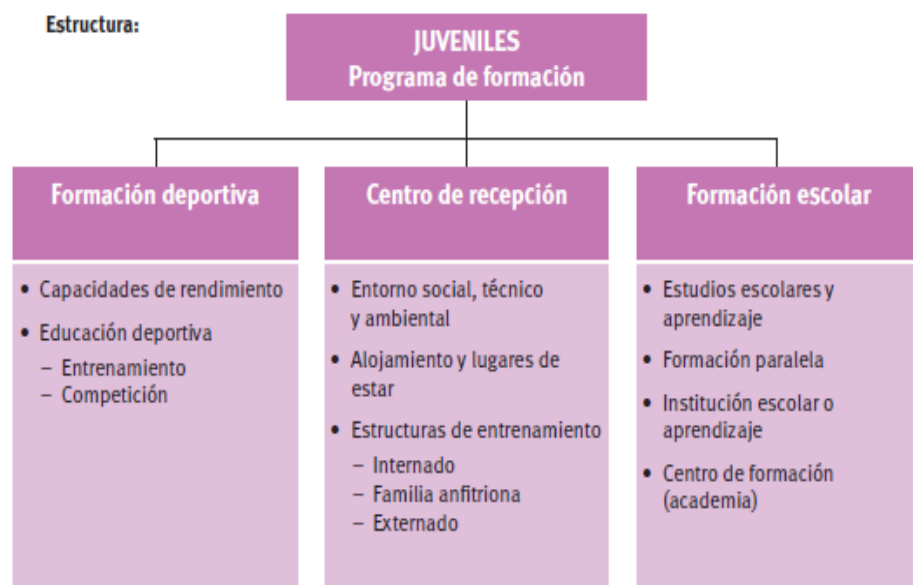 Estructura:
JUVENILES
Programa de formación
Formación deportiva
• Capacidades de rendimiento
• Educación deportiva
– Entrenamiento
– Competición
Centro de recepción
• Entorno social, técnico
y ambiental
• Alojamiento y lugares de
estar
• Estructuras de entrenamiento
– Internado
– Familia anfitriona
– Externado
Formación escolar
• Estudios escolares y
aprendizaje
• Formación paralela
• Institución escolar o
aprendizaje
• Centro de formación
(academia)